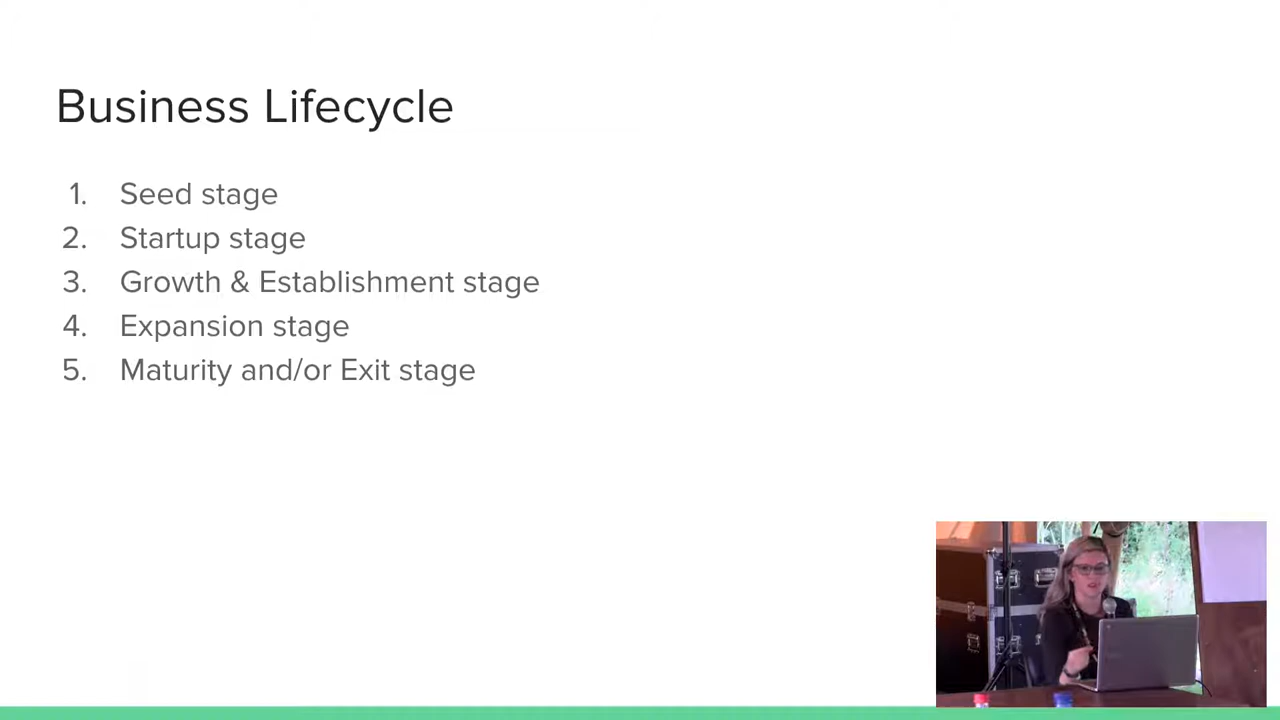 Business Lifecycle
1. Seed stage
2. Startup stage
3. Growth & Establishment stage
4. Expansion stage
5. Maturity and/or Exit stage